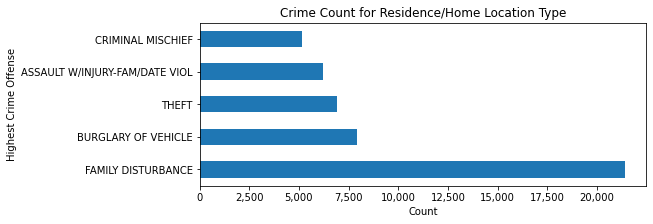 Crime Count for Residence/Home Location Type
Highest Crime Offense
CRIMINAL MISCHIEF
ASSAULT W/INJURY-FAM/DATE VIOL
THEFT
BURGLARY OF VEHICLE
FAMILY DISTURBANCE
0 2,500 5,000 7,500 10,000 12,500 15,000 17,500 20,000
Count